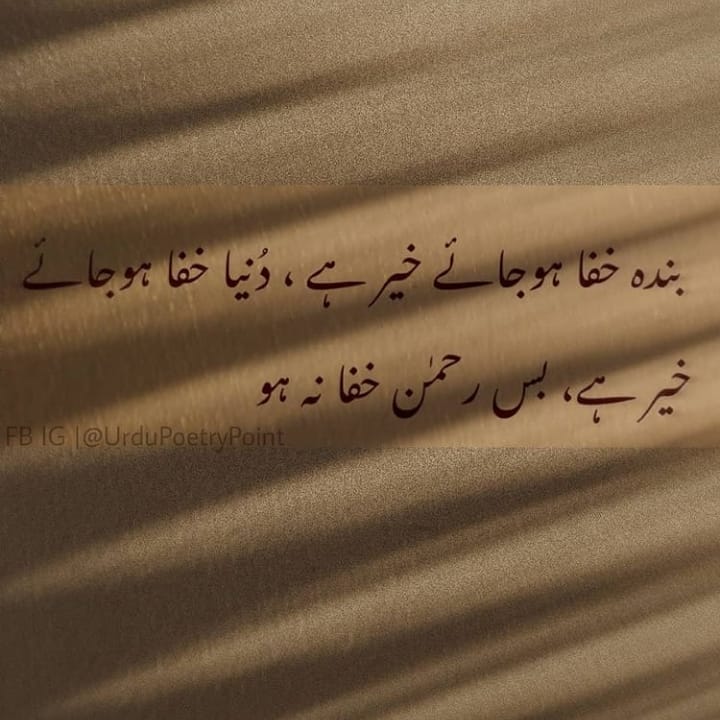 بندہ خفا ہوجائے خیر ہے ، دُنیا خفا ہوجائے
خیر ہے، بس رحمٰن خفا نہ ہو
FB IG |@UrduPoetryPoint